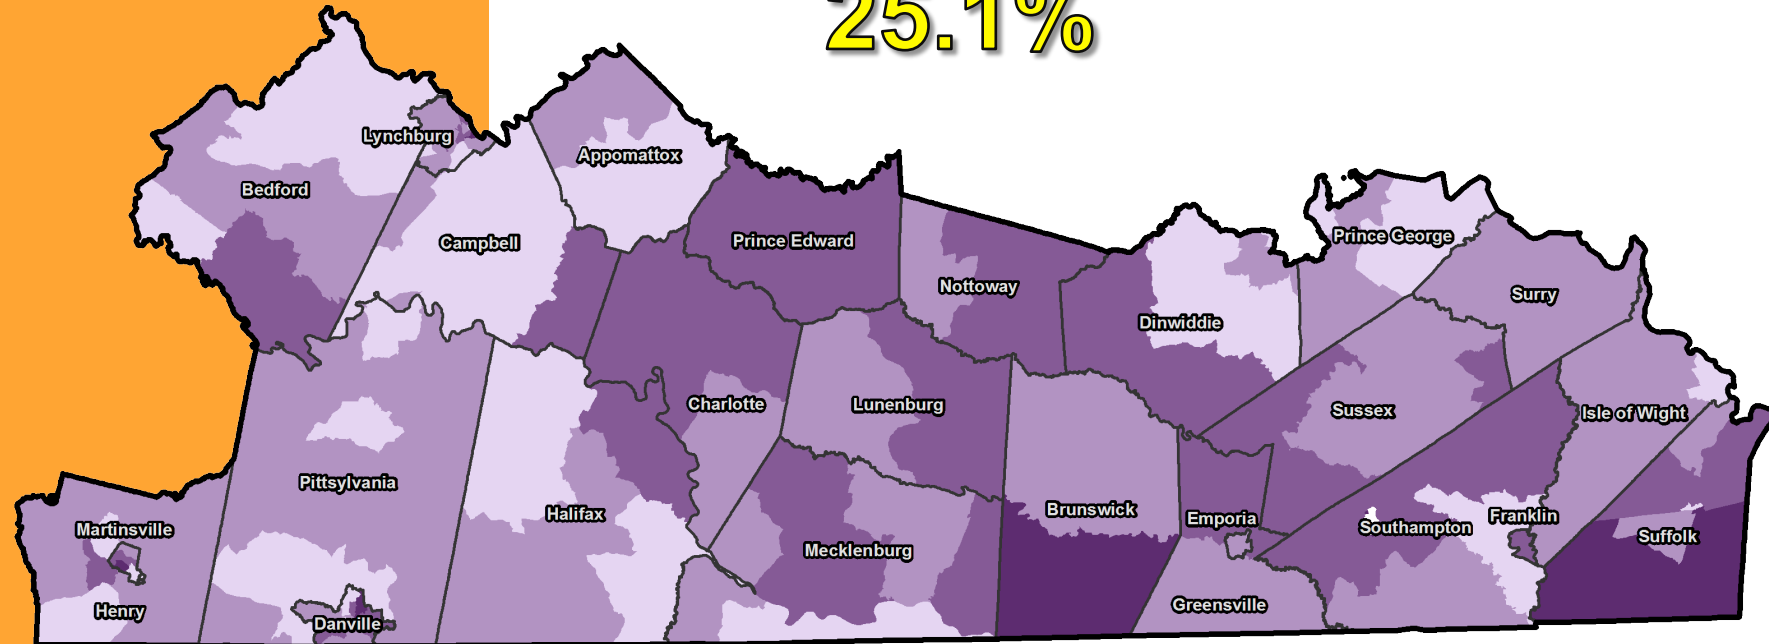 25.1%
Lynchburg
Appomattox
Bedford
Campbell
Prince Edward
Prince George
Nottoway
Surry
Dinwiddie
Charlotte
Lunenburg
Sussex
Isle of Wight
Pittsylvania
Halifax
Brunswick
Emporia
Franklin
Martinsville
Southampton
Suffolk
Mecklenburg
Henry
Greensville
Danville